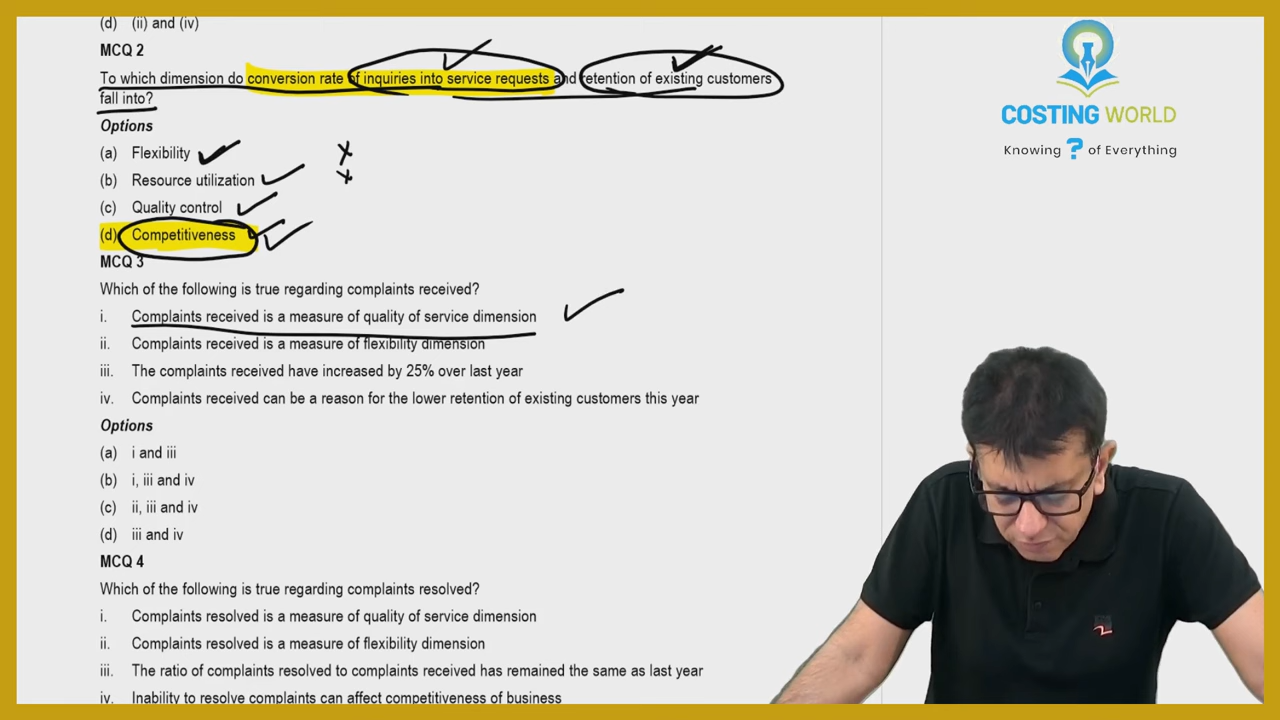 (d) (ii) and (iv)
MCQ 2
To which dimension do conversion rate of inquiries into service requests and retention of existing customers
fall into?
Options
(a) Flexibility
(b) Resource utilization
(c) Quality control
(d) Competitiveness
MCQ 3
Which of the following is true regarding complaints received?
i. Complaints received is a measure of quality of service dimension
ii. Complaints received is a measure of flexibility dimension
iii. The complaints received have increased by 25% over last year
iv. Complaints received can be a reason for the lower retention of existing customers this year
Options
(a) i and iii
(b) i, iii and iv
(c) ii, iii and iv
(d) iii and iv
MCQ 4
Which of the following is true regarding complaints resolved?
i. Complaints resolved is a measure of quality of service dimension
ii. Complaints resolved is a measure of flexibility dimension
iii. The ratio of complaints resolved to complaints received has remained the same as last year
iv. Inability to resolve complaints can affect competitiveness of business
COSTING WORLD
Knowing ? of Everything